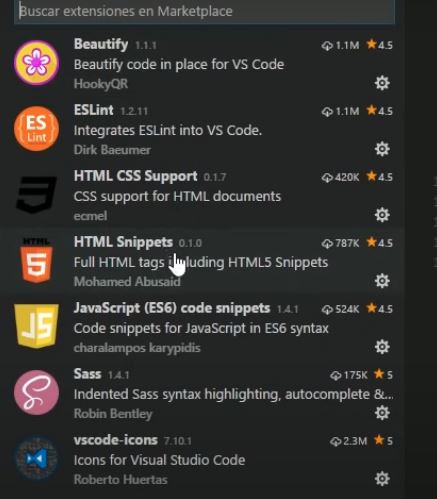 Buscar extensiones en Marketplace
Beautify 1.1.1 1.1M 4.5
Beautify code in place for VS Code
HookyQR
ES
Lint
ESLint 1.2.11 1.1M 4.5
Integrates ESLint into VS Code.
Dirk Baeumer
HTML CSS Support 0.1.7 420K 4.5
CSS support for HTML documents
ecmel
HTML
5
HTML Snippets 0.1.0 787K 4.5
Full HTML tags including HTML5 Snippets
Mohamed Abusaid
JS
JavaScript (ES6) code snippets 1.4.1 524K 4.5
Code snippets for JavaScript in ES6 syntax
charalampos karypidis
Sass 1.4.1 175K 5
Indented Sass syntax highlighting, autocomplete &...
Robin Bentley
vscode-icons 7.10.1 2.3M 5
Icons for Visual Studio Code
Roberto Huertas